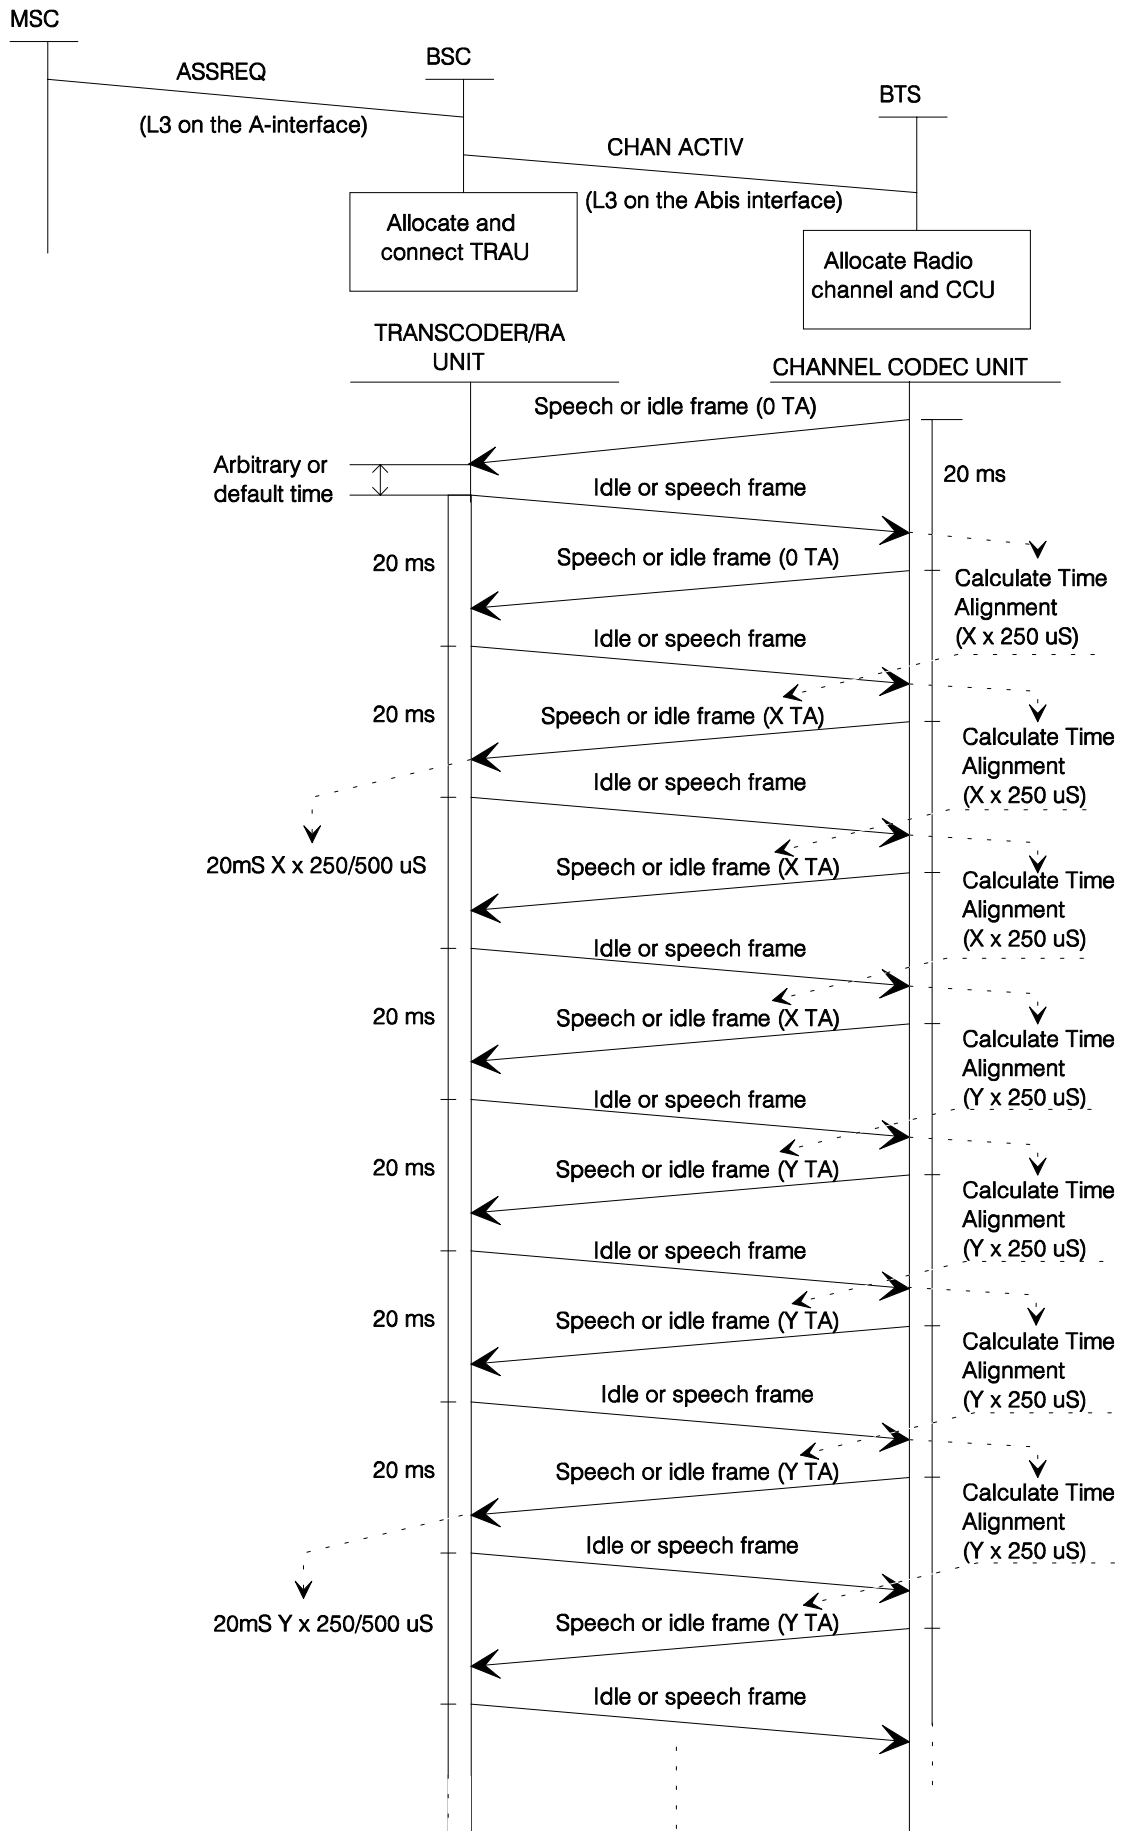 MSC
BSC
ASSREQ
BTS
(L3 on the A-interface)
CHAN ACTIV
(L3 on the Abis interface)
Allocate and
connect TRAU
Allocate Radio
channel and CCU
TRANSCODER/RA
UNIT
CHANNEL CODEC UNIT
Speech or idle frame (0 TA)
Arbitrary or
default time
20 ms
Idle or speech frame
20 ms
Speech or idle frame (0 TA)
Calculate Time
Alignment
(X x 250 uS)
Idle or speech frame
20 ms
Speech or idle frame (X TA)
Calculate Time
Alignment
(X x 250 uS)
Idle or speech frame
20mS X x 250/500 uS
Speech or idle frame (X TA)
Calculate Time
Alignment
(X x 250 uS)
Idle or speech frame
20 ms
Speech or idle frame (X TA)
Calculate Time
Alignment
(Y x 250 uS)
Idle or speech frame
20 ms
Speech or idle frame (Y TA)
Calculate Time
Alignment
(Y x 250 uS)
Idle or speech frame
20 ms
Speech or idle frame (Y TA)
Calculate Time
Alignment
(Y x 250 uS)
Idle or speech frame
20 ms
Speech or idle frame (Y TA)
Calculate Time
Alignment
(Y x 250 uS)
Idle or speech frame
20mS Y x 250/500 uS
Speech or idle frame (Y TA)
Idle or speech frame